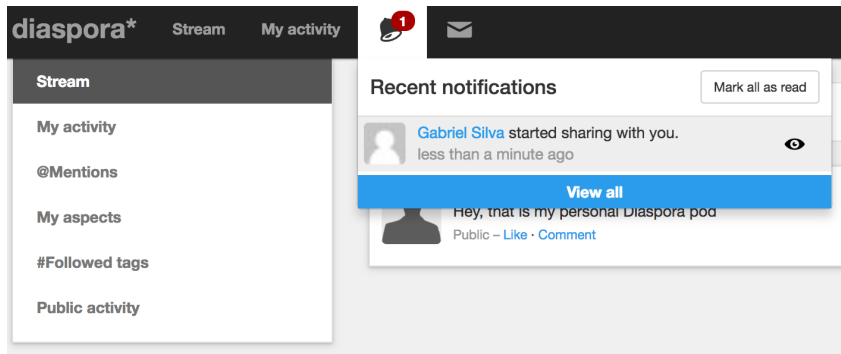 diaspora* Stream My activity 1
Stream
My activity
@Mentions
My aspects
#Followed tags
Public activity
Recent notifications Mark all as read
Gabriel Silva started sharing with you.
less than a minute ago
View all
Hey, that is my personal Diaspora pod
Public – Like · Comment